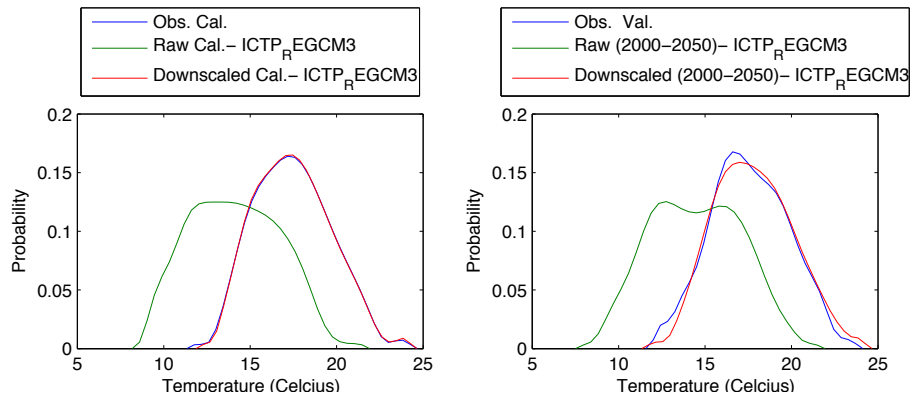 Obs. Cal.
Raw Cal.− ICTP_REGCM3
Downscaled Cal.− ICTP_REGCM3
0.2
0.15
0.1
0.05
0
Probability
5 10 15 20 25
Temperature (Celcius)
Obs. Val.
Raw (2000−2050)− ICTP_REGCM3
Downscaled (2000−2050)− ICTP_REGCM3
0.2
0.15
0.1
0.05
0
Probability
5 10 15 20 25
Temperature (Celcius)